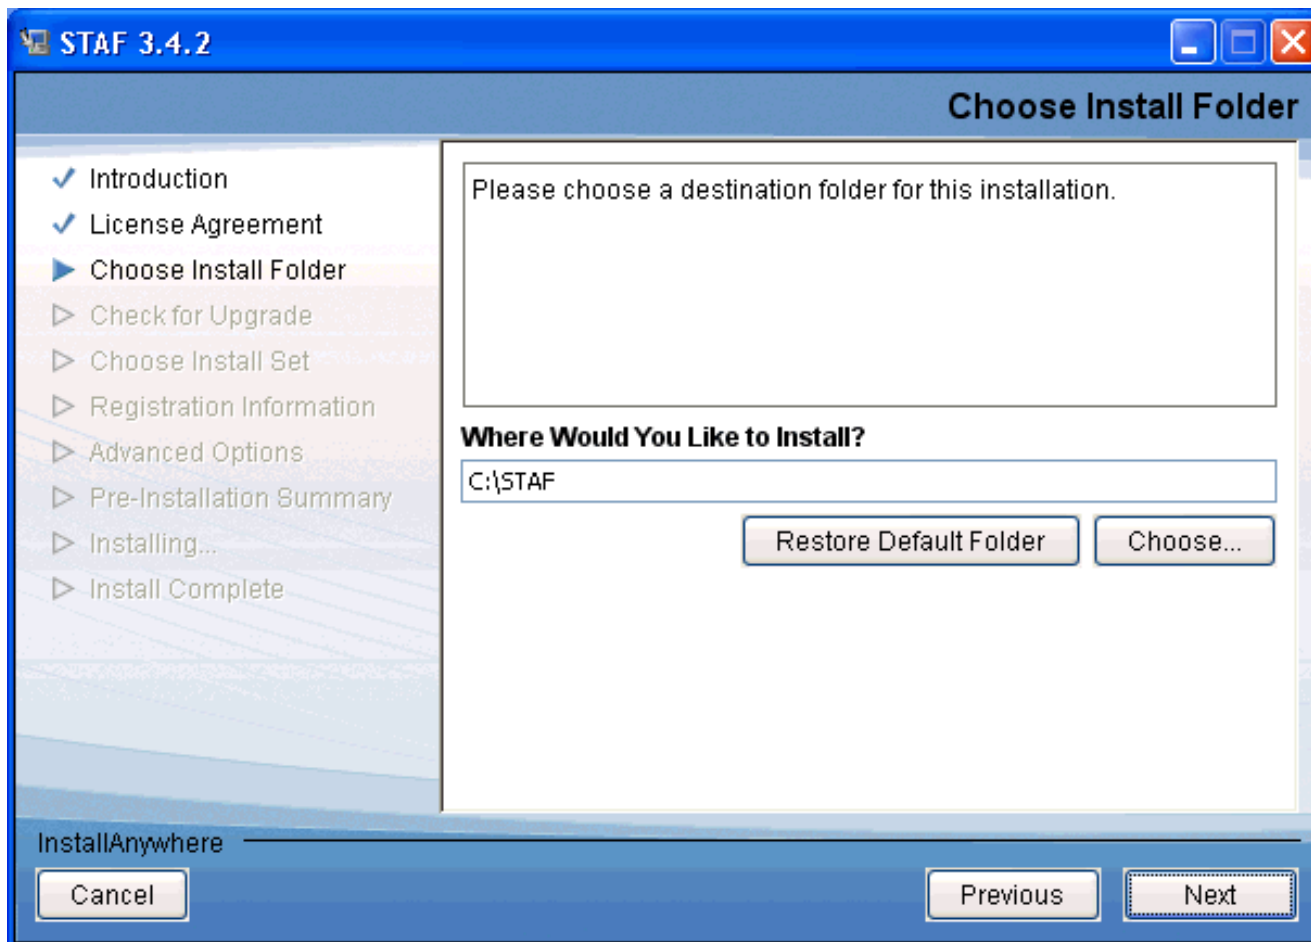 STAF 3.4.2
Choose Install Folder
Introduction
License Agreement
Choose Install Folder
Check for Upgrade
Choose Install Set
Registration Information
Advanced Options
Pre-Installation Summary
Installing...
Install Complete
Please choose a destination folder for this installation.
Where Would You Like to Install?
C:\STAF
Restore Default Folder
Choose...
InstallAnywhere
Cancel
Previous
Next